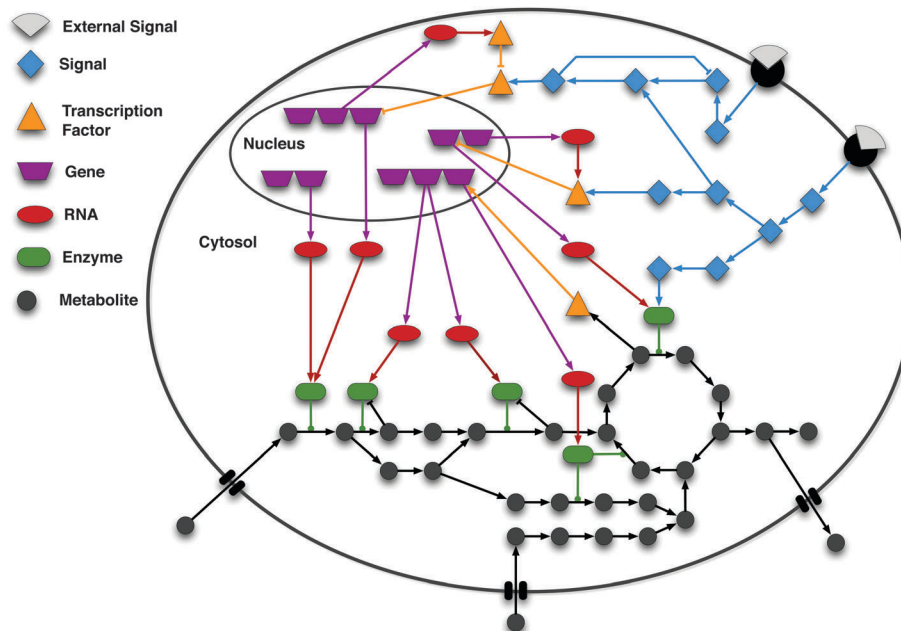 External Signal
Signal
Transcription
Factor
Gene
RNA
Enzyme
Metabolite
Nucleus
Cytosol